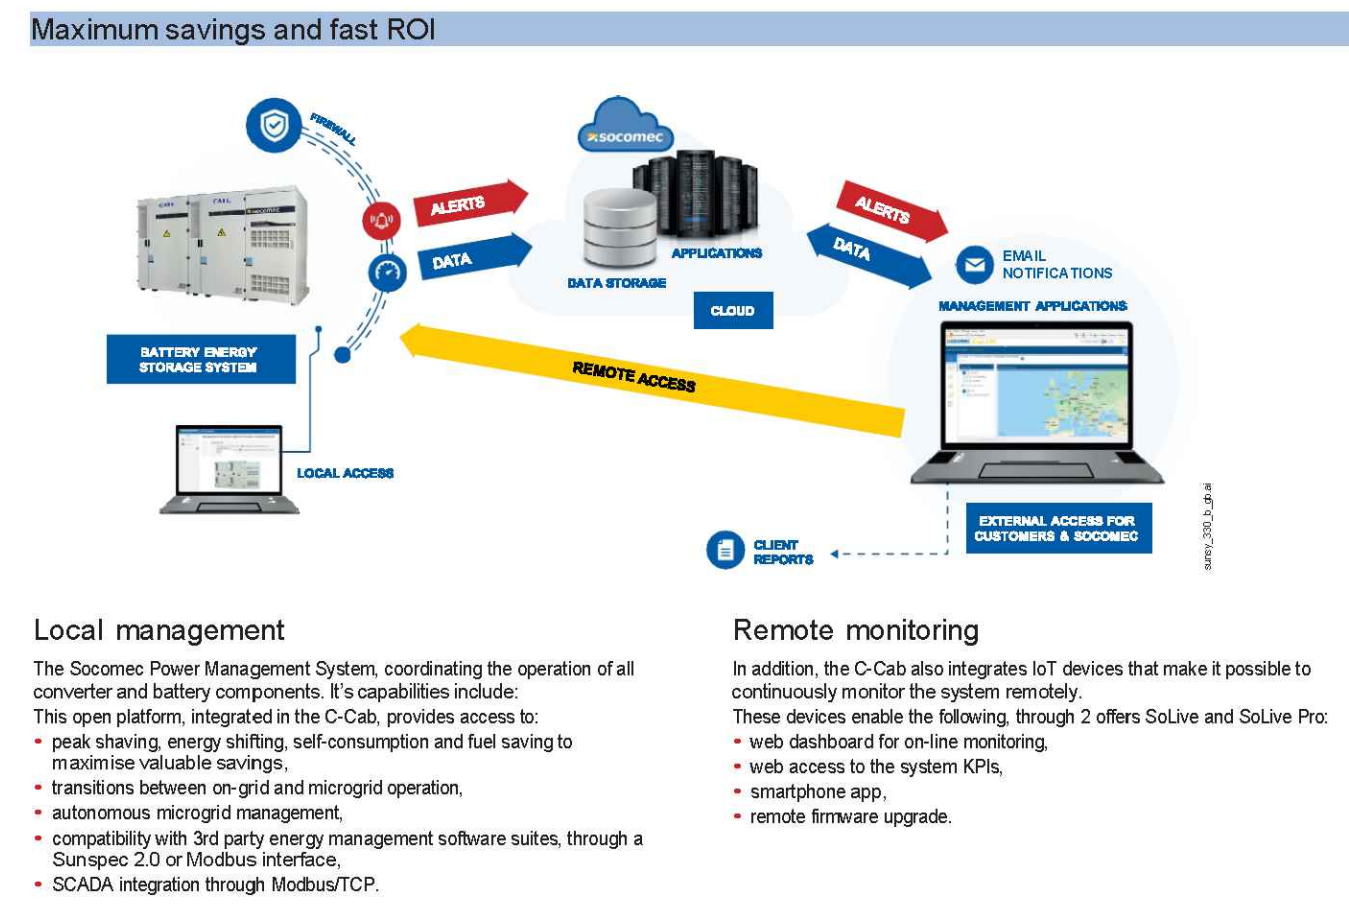 Maximum savings and fast ROI
FIREWALL
socomec
ALERTS
ALERTS
DATA
DATA
APPLICATIONS
DATA STORAGE
CLOUD
EMAIL
NOTIFICATIONS
MANAGEMENT APPLICATIONS
socomec
BATTERY ENERGY
STORAGE SYSTEM
REMOTE ACCESS
LOCAL ACCESS
EXTERNAL ACCESS FOR
CUSTOMERS & SOCOMEC
CLIENT
REPORTS
sunsy_330_b_gb.ai
Local management
The Socomec Power Management System, coordinating the operation of all
converter and battery components. It's capabilities include:
This open platform, integrated in the C-Cab, provides access to:
• peak shaving, energy shifting, self-consumption and fuel saving to
maximise valuable savings,
• transitions between on-grid and microgrid operation,
• autonomous microgrid management,
• compatibility with 3rd party energy management software suites, through a
Sunspec 2.0 or Modbus interface,
• SCADA integration through Modbus/TCP.
Remote monitoring
In addition, the C-Cab also integrates IoT devices that make it possible to
continuously monitor the system remotely.
These devices enable the following, through 2 offers SoLive and SoLive Pro:
• web dashboard for on-line monitoring,
• web access to the system KPIs,
• smartphone app,
• remote firmware upgrade.